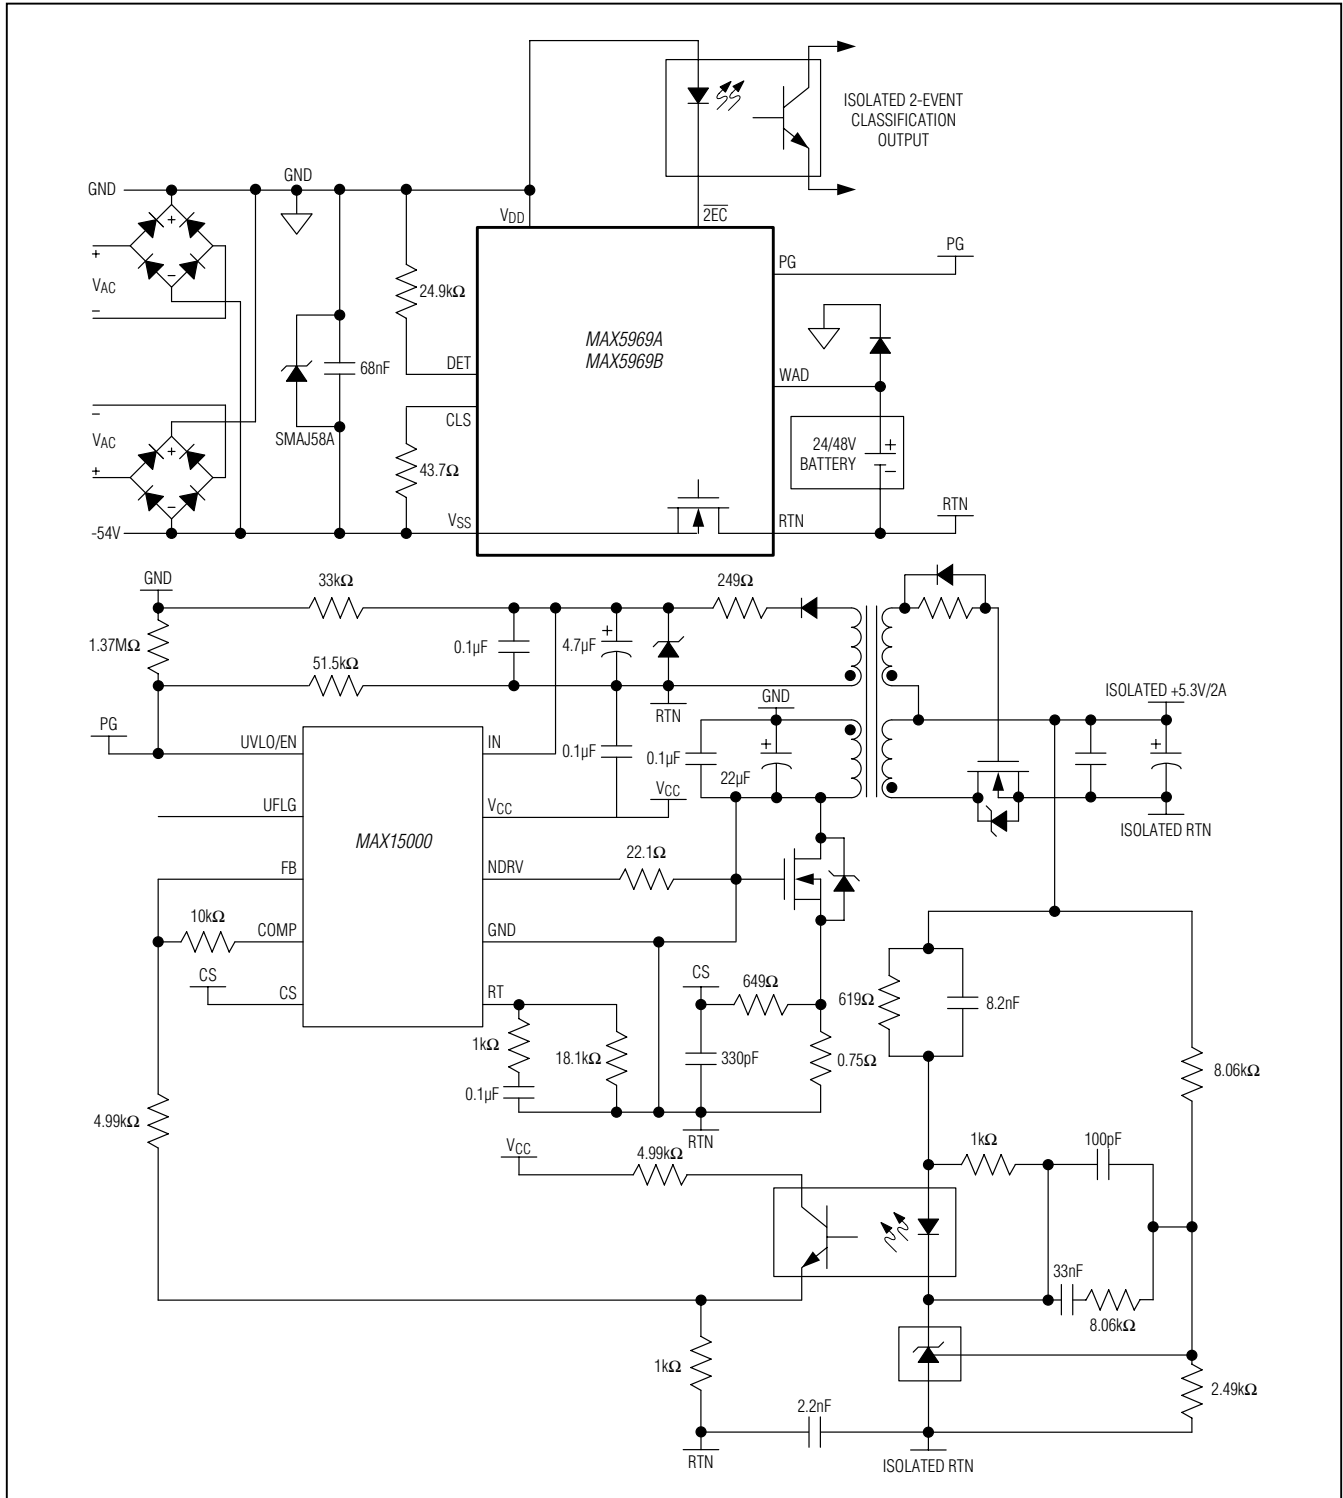 ISOLATED 2-EVENT
CLASSIFICATION
OUTPUT
GND
GND
VDD
2EC
+
PG
PG
+
VAC
−
−
24.9kΩ
MAX5969A
MAX5969B
DET
68nF
WAD
−
VAC
+
+
SMAJ58A
CLS
43.7Ω
24/48V
BATTERY
+
−
−
-54V
VSS
RTN
RTN
GND
33kΩ
249Ω
1.37MΩ
0.1µF
+
4.7µF
51.5kΩ
RTN
GND
ISOLATED +5.3V/2A
PG
UVLO/EN
IN
0.1µF
0.1µF
+
22µF
+
VCC
UFLG
VCC
ISOLATED RTN
MAX15000
FB
NDRV
22.1Ω
10kΩ
COMP
GND
CS
CS
RT
CS
649Ω
619Ω
8.2nF
1kΩ
18.1kΩ
330pF
0.75Ω
8.06kΩ
0.1µF
4.99kΩ
RTN
VCC
4.99kΩ
1kΩ
100pF
33nF
8.06kΩ
1kΩ
2.49kΩ
2.2nF
RTN
ISOLATED RTN